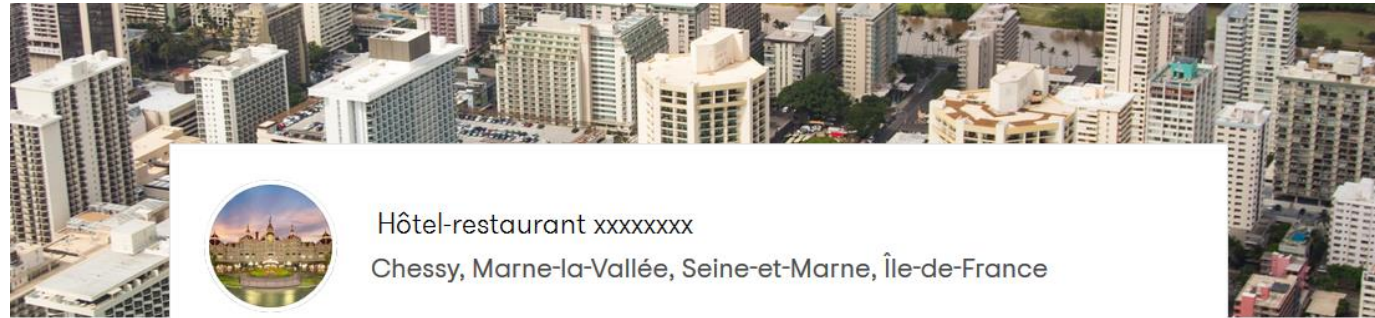 Hôtel-restaurant xxxxxxxx
Chessy, Marne-la-Vallée, Seine-et-Marne, Île-de-France